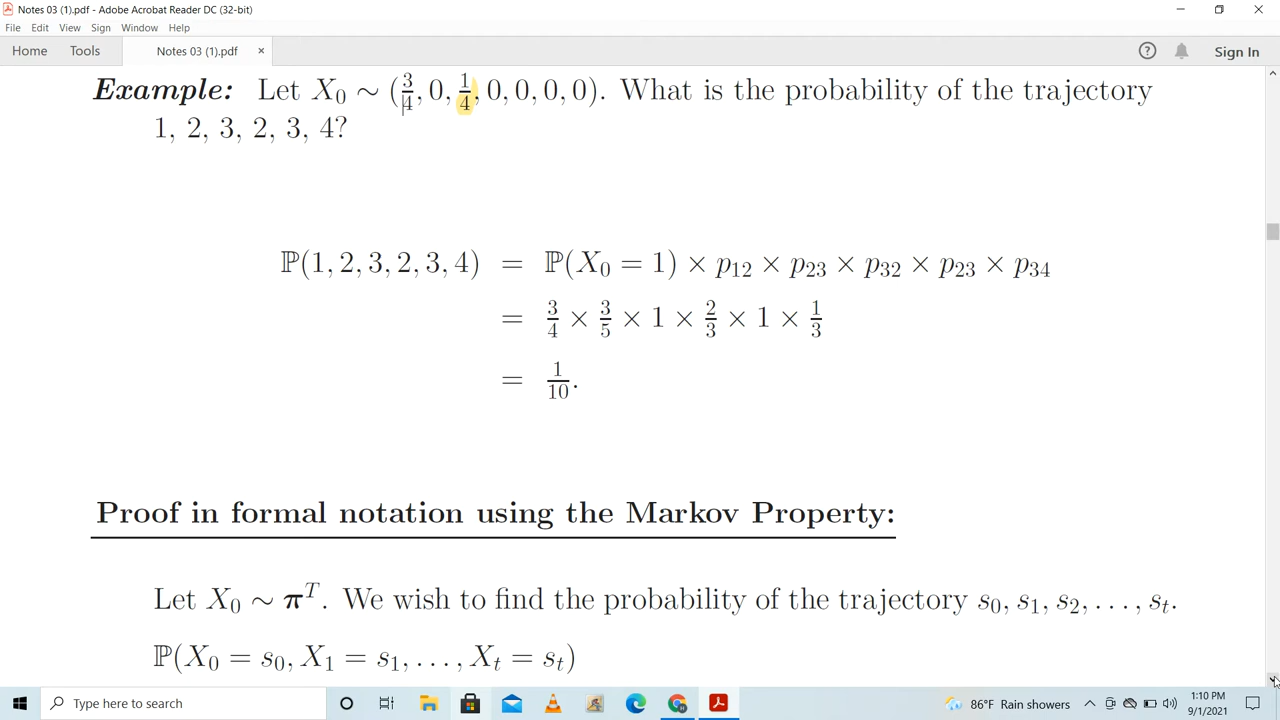 Notes 03 (1).pdf - Adobe Acrobat Reader DC (32-bit)
File Edit View Sign Window Help
Home Tools Notes 03 (1).pdf × Sign In
Example: Let X₀ ∼ (3/4, 0, 1/4, 0, 0, 0, 0). What is the probability of the trajectory
1, 2, 3, 2, 3, 4?
ℙ(1, 2, 3, 2, 3, 4) = ℙ(X₀ = 1) × p₁₂ × p₂₃ × p₃₂ × p₂₃ × p₃₄
= 3/4 × 3/5 × 1 × 2/3 × 1 × 1/3
= 1/10.
Proof in formal notation using the Markov Property:
Let X₀ ∼ πᵀ. We wish to find the probability of the trajectory s₀, s₁, s₂, . . . , sₜ.
ℙ(X₀ = s₀, X₁ = s₁, . . . , Xₜ = sₜ)
Type here to search
86°F Rain showers
1:10 PM
9/1/2021